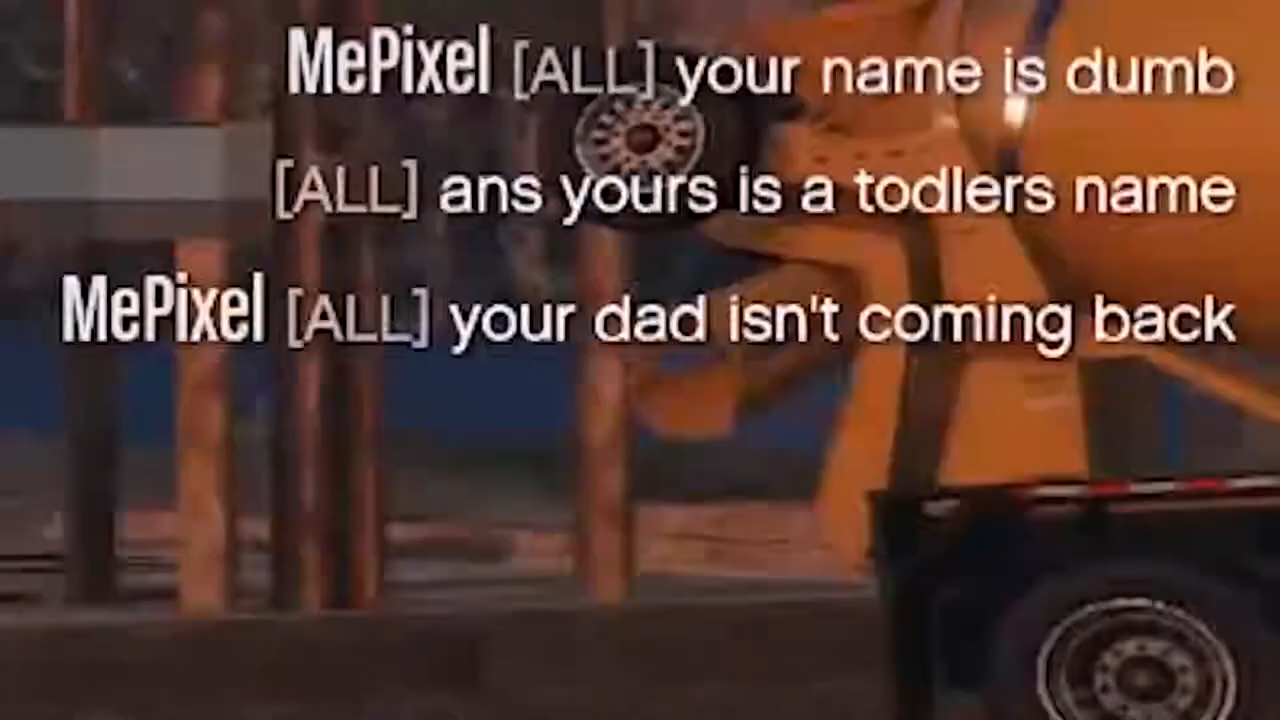 MePixel [ALL] your name is dumb
[ALL] ans yours is a todlers name
MePixel [ALL] your dad isn't coming back